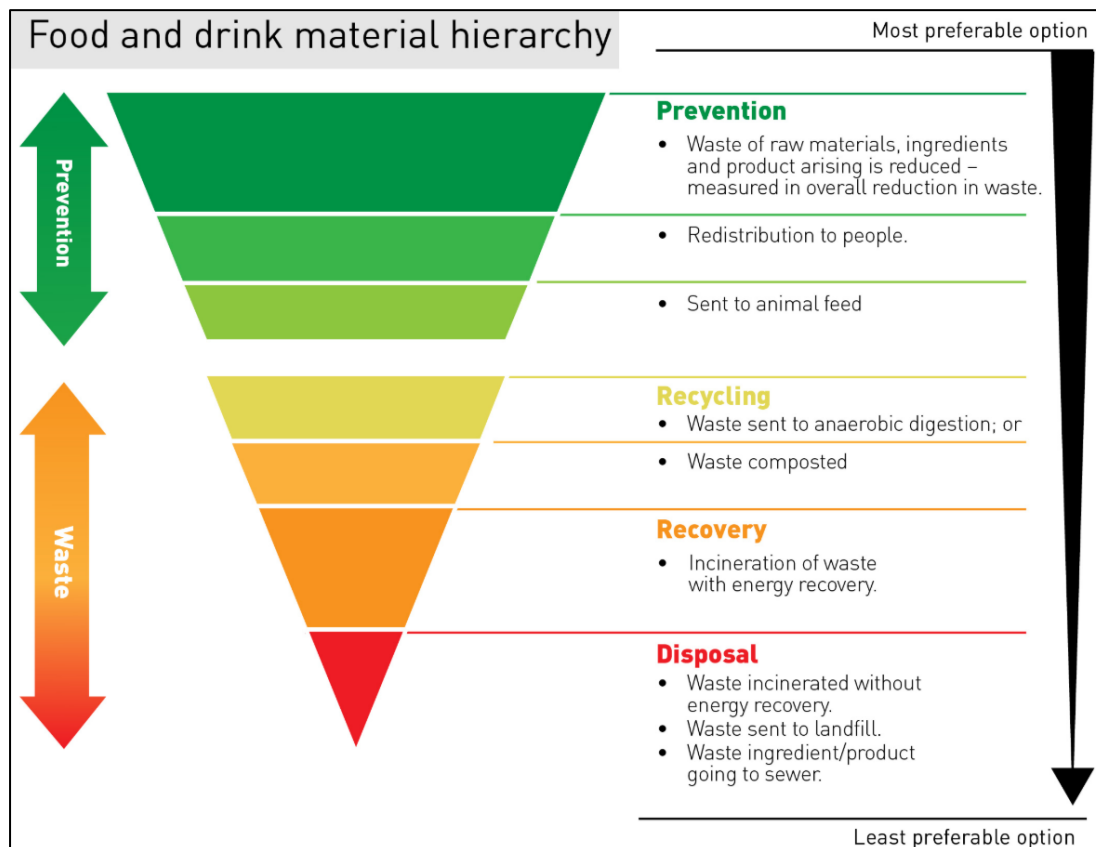 Food and drink material hierarchy
Most preferable option
Prevention
Prevention
• Waste of raw materials, ingredients
and product arising is reduced –
measured in overall reduction in waste.
• Redistribution to people.
• Sent to animal feed
Waste
Recycling
• Waste sent to anaerobic digestion; or
• Waste composted
Recovery
• Incineration of waste
with energy recovery.
Disposal
• Waste incinerated without
energy recovery.
• Waste sent to landfill.
• Waste ingredient/product
going to sewer.
Least preferable option